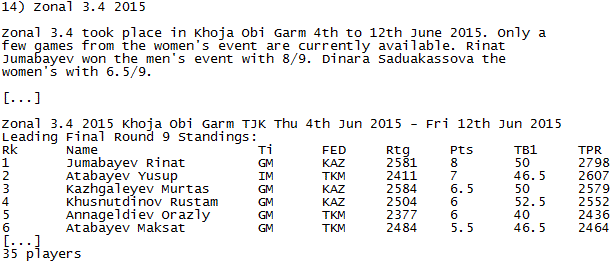 14) Zonal 3.4 2015
Zonal 3.4 took place in Khoja Obi Garm 4th to 12th June 2015. Only a
few games from the women's event are currently available. Rinat
Jumabayev won the men's event with 8/9. Dinara Saduakassova the
women's with 6.5/9.
[...]
Zonal 3.4 2015 Khoja Obi Garm TJK Thu 4th Jun 2015 - Fri 12th Jun 2015
Leading Final Round 9 Standings:
Rk Name Ti FED Rtg Pts TB1 TPR
1 Jumabayev Rinat GM KAZ 2581 8 50 2798
2 Atabayev Yusup IM TKM 2411 7 46.5 2607
3 Kazhgaleyev Murtas GM KAZ 2584 6.5 50 2579
4 Khusnutdinov Rustam GM KAZ 2504 6 52.5 2552
5 Annageldiev Orazly GM TKM 2377 6 40 2436
6 Atabayev Maksat GM TKM 2484 5.5 46.5 2464
[...]
35 players